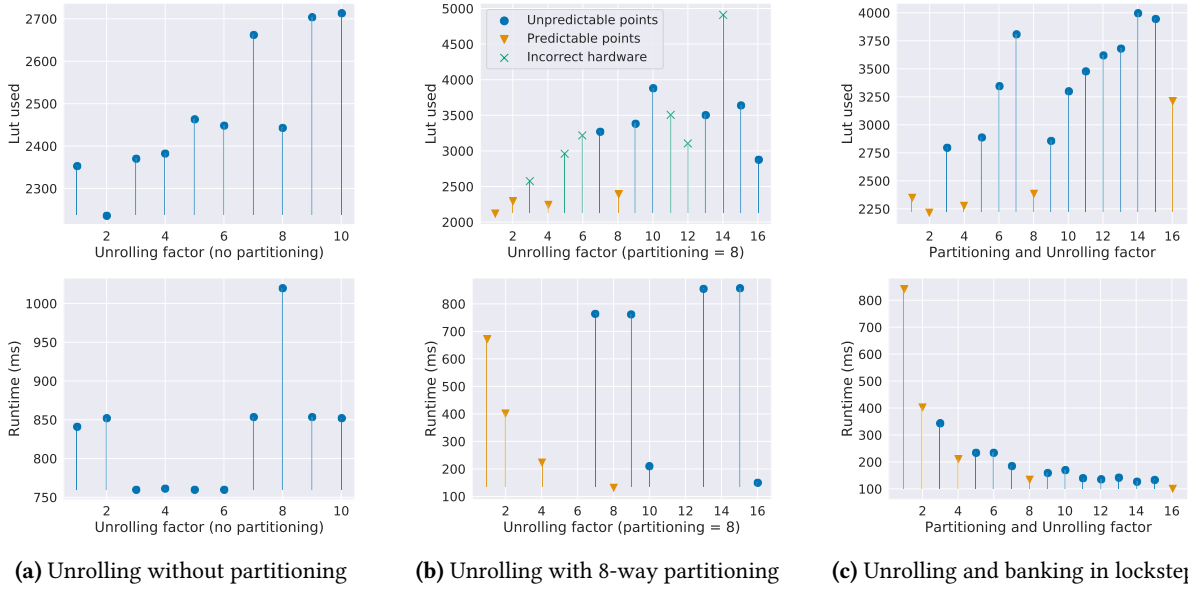 2700
2600
2500
2400
2300
Lut used
2 4 6 8 10
Unrolling factor (no partitioning)
5000
4500
4000
3500
3000
2500
2000
Lut used
Unpredictable points
Predictable points
Incorrect hardware
2 4 6 8 10 12 14 16
Unrolling factor (partitioning = 8)
4000
3750
3500
3250
3000
2750
2500
2250
Lut used
2 4 6 8 10 12 14 16
Partitioning and Unrolling factor
1000
950
900
850
800
750
Runtime (ms)
2 4 6 8 10
Unrolling factor (no partitioning)
800
700
600
500
400
300
200
100
Runtime (ms)
2 4 6 8 10 12 14 16
Unrolling factor (partitioning = 8)
800
700
600
500
400
300
200
100
Runtime (ms)
2 4 6 8 10 12 14 16
Partitioning and Unrolling factor
(a) Unrolling without partitioning
(b) Unrolling with 8-way partitioning
(c) Unrolling and banking in lockstep